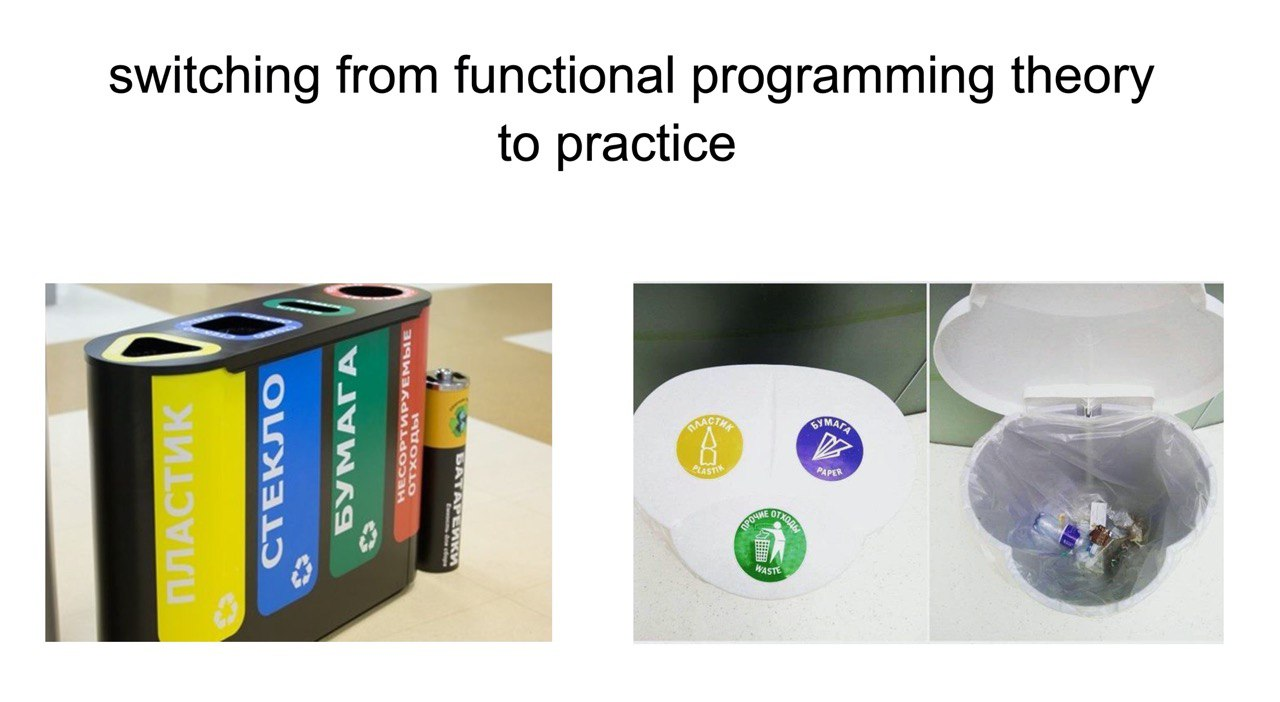 switching from functional programming theory
to practice
ПЛАСТИК
СТЕКЛО
БУМАГА
НЕСОРТИРУЕМЫЕ
ОТХОДЫ
БАТАРЕЙКИ
ПЛАСТИК
PLASTIK
БУМАГА
PAPER
ПРОЧИЕ ОТХОДЫ
WASTE